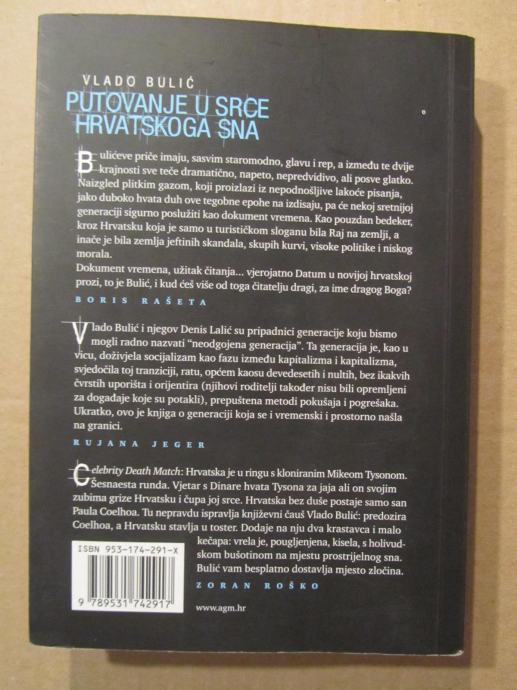 VLADO BULIĆ
PUTOVANJE U SRCE
HRVATSKOGA SNA
Bulićeve priče imaju, sasvim staromodno, glavu i rep, a između te dvije
krajnosti sve teče dramatično, napeto, nepredvidivo, ali posve glatko.
Naizgled plitkim gazom, koji proizlazi iz nepodnošljive lakoće pisanja,
jako duboko hvata duh ove tegobne epohe na izdisaju, pa će nekoj sretnijoj
generaciji sigurno poslužiti kao dokument vremena. Kao pouzdan bedeker,
kroz Hrvatsku koja je samo u turističkom sloganu bila Raj na zemlji, a
inače je bila zemlja jeftinih skandala, skupih kurvi, visoke politike i niskog
morala.
Dokument vremena, užitak čitanja... vjerojatno Datum u novijoj hrvatskoj
prozi, to je Bulić, i kud ćeš više od toga čitatelju dragi, za ime dragog Boga?
BORIS RAŠETA
Vlado Bulić i njegov Denis Lalić su pripadnici generacije koju bismo
mogli radno nazvati "neodgojena generacija". Ta generacija je, kao u
vicu, doživjela socijalizam kao fazu između kapitalizma i kapitalizma,
svjedočila toj tranziciji, ratu, općem kaosu devedesetih i nultih, bez ikakvih
čvrstih uporišta i orijentira (njihovi roditelji također nisu bili opremljeni
za događaje koje su potakli), prepuštena metodi pokušaja i pogrešaka.
Ukratko, ovo je knjiga o generaciji koja se i vremenski i prostorno našla
na granici.
RUJANA JEGER
Celebrity Death Match: Hrvatska je u ringu s kloniranim Mikeom Tysonom.
Šesnaesta runda. Vjetar s Dinare hvata Tysona za jaja ali on svojim
zubima grize Hrvatsku i čupa joj srce. Hrvatska bez duše postaje samo san
Paula Coelhoa. Tu nepravdu ispravlja književni čauš Vlado Bulić: predozira
Coelhoa, a Hrvatsku stavlja u toster. Dodaje na nju dva krastavca i malo
kečapa: vrela je, pougljenjena, kisela, s holivud-
skom bušotinom na mjestu prostrijelnog sna.
Bulić vam besplatno dostavlja mjesto zločina.
ZORAN ROŠKO
ISBN 953-174-291-X
9 789531 742917
www.agm.hr